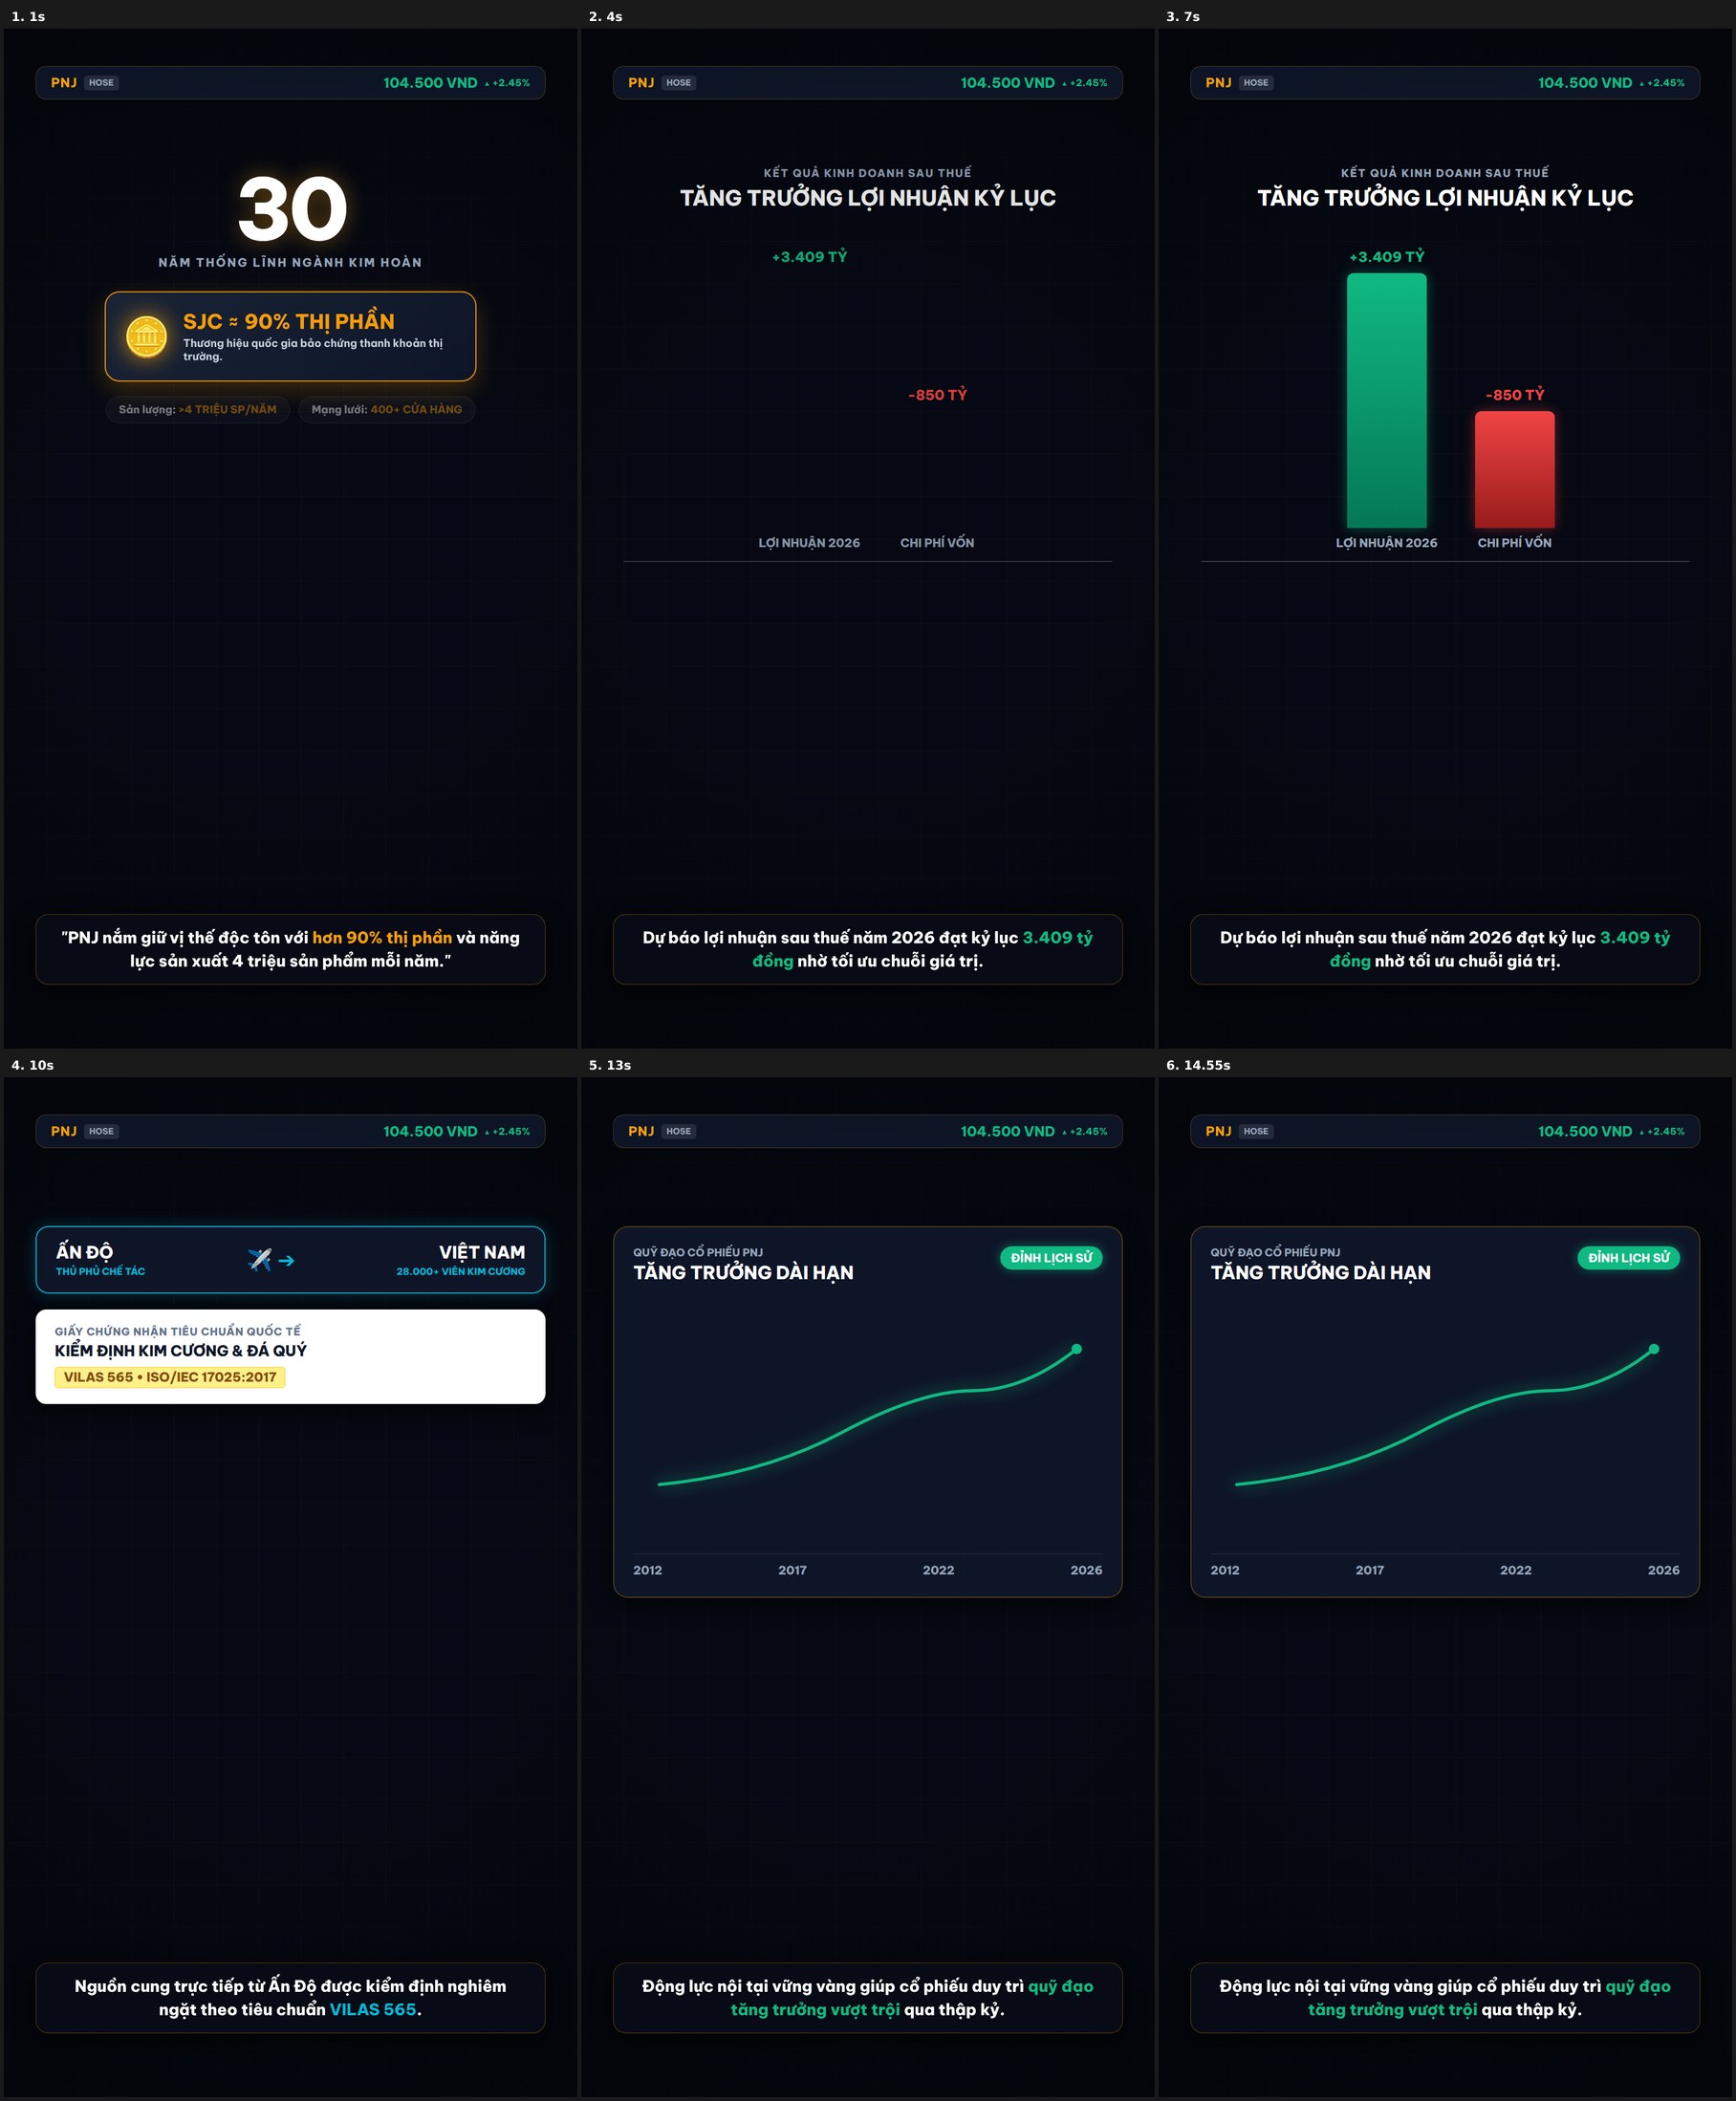 1. 1s
PNJ HOSE 104.500 VND ▲ +2.45%
30
NĂM THỐNG LĨNH NGÀNH KIM HOÀN
SJC ≈ 90% THỊ PHẦN
Thương hiệu quốc gia bảo chứng thanh khoản thị
trường.
Sản lượng: >4 TRIỆU SP/NĂM
Mạng lưới: 400+ CỬA HÀNG
"PNJ nắm giữ vị thế độc tôn với hơn 90% thị phần và năng
lực sản xuất 4 triệu sản phẩm mỗi năm."
2. 4s
PNJ HOSE 104.500 VND ▲ +2.45%
KẾT QUẢ KINH DOANH SAU THUẾ
TĂNG TRƯỞNG LỢI NHUẬN KỶ LỤC
+3.409 TỶ
-850 TỶ
LỢI NHUẬN 2026
CHI PHÍ VỐN
Dự báo lợi nhuận sau thuế năm 2026 đạt kỷ lục 3.409 tỷ
đồng nhờ tối ưu chuỗi giá trị.
3. 7s
PNJ HOSE 104.500 VND ▲ +2.45%
KẾT QUẢ KINH DOANH SAU THUẾ
TĂNG TRƯỞNG LỢI NHUẬN KỶ LỤC
+3.409 TỶ
-850 TỶ
LỢI NHUẬN 2026
CHI PHÍ VỐN
Dự báo lợi nhuận sau thuế năm 2026 đạt kỷ lục 3.409 tỷ
đồng nhờ tối ưu chuỗi giá trị.
4. 10s
PNJ HOSE 104.500 VND ▲ +2.45%
ẤN ĐỘ
THỦ PHỦ CHẾ TÁC
VIỆT NAM
28.000+ VIÊN KIM CƯƠNG
GIẤY CHỨNG NHẬN TIÊU CHUẨN QUỐC TẾ
KIỂM ĐỊNH KIM CƯƠNG & ĐÁ QUÝ
VILAS 565 • ISO/IEC 17025:2017
Nguồn cung trực tiếp từ Ấn Độ được kiểm định nghiêm
ngặt theo tiêu chuẩn VILAS 565.
5. 13s
PNJ HOSE 104.500 VND ▲ +2.45%
QUỸ ĐẠO CỔ PHIẾU PNJ
TĂNG TRƯỞNG DÀI HẠN
ĐỈNH LỊCH SỬ
2012 2017 2022 2026
Động lực nội tại vững vàng giúp cổ phiếu duy trì quỹ đạo
tăng trưởng vượt trội qua thập kỷ.
6. 14.55s
PNJ HOSE 104.500 VND ▲ +2.45%
QUỸ ĐẠO CỔ PHIẾU PNJ
TĂNG TRƯỞNG DÀI HẠN
ĐỈNH LỊCH SỬ
2012 2017 2022 2026
Động lực nội tại vững vàng giúp cổ phiếu duy trì quỹ đạo
tăng trưởng vượt trội qua thập kỷ.